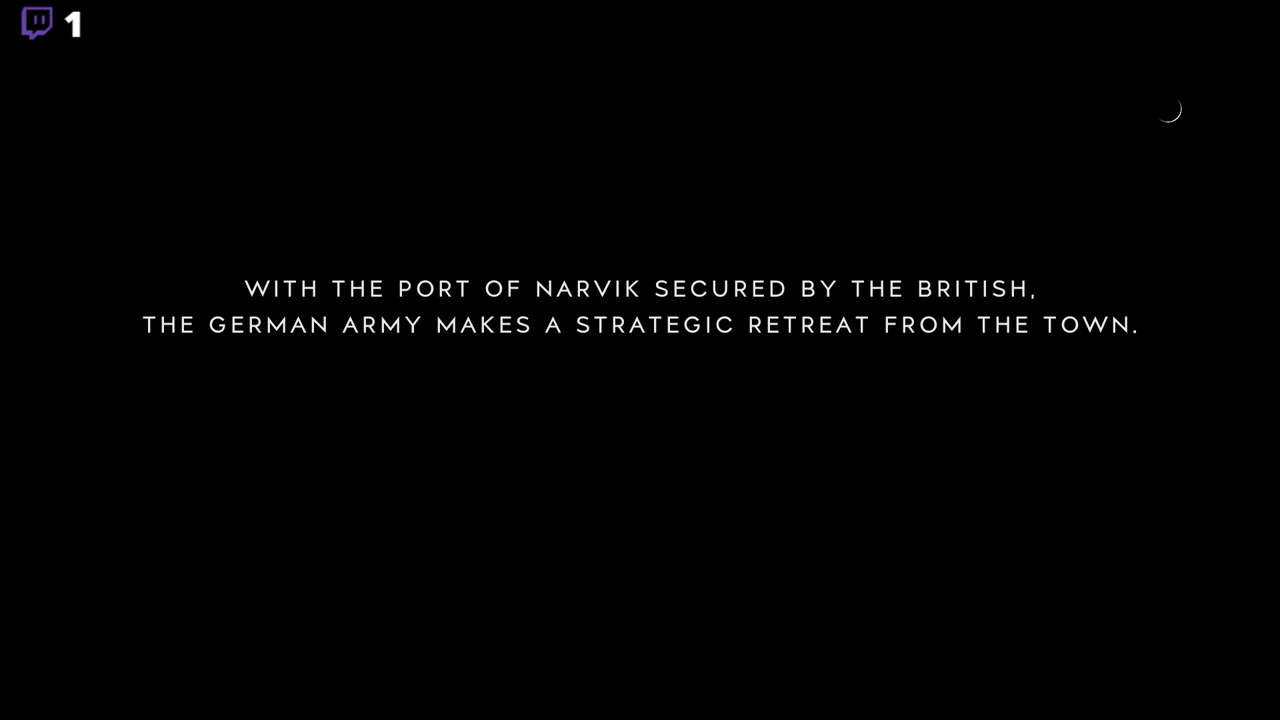 1
WITH THE PORT OF NARVIK SECURED BY THE BRITISH,
THE GERMAN ARMY MAKES A STRATEGIC RETREAT FROM THE TOWN.